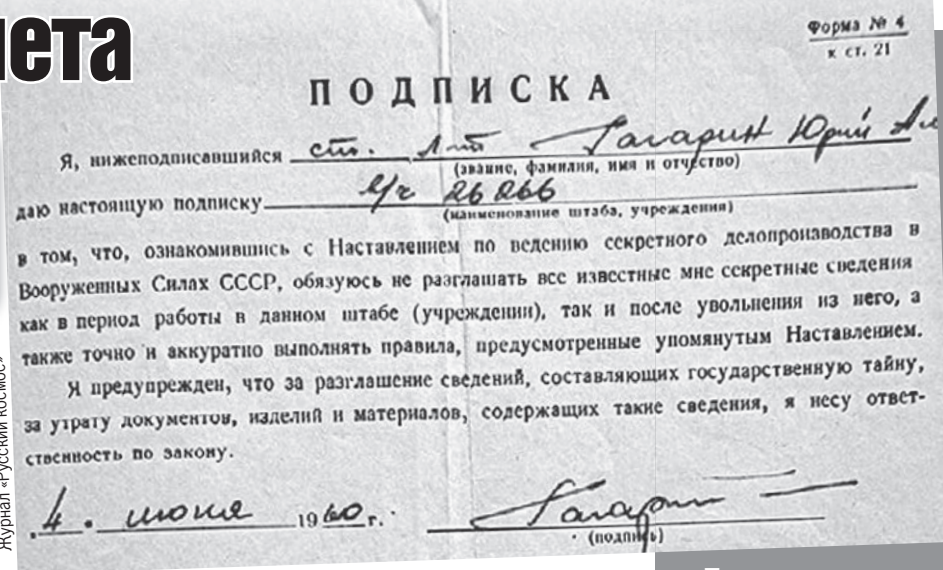 лета
Форма № 4
к ст. 21
ПОДПИСКА
Я, нижеподписавшийся ст. л-т Гагарин Юрий Ал
(звание, фамилия, имя и отчество)
даю настоящую подписку в/ч 26266
(наименование штаба, учреждения)
в том, что, ознакомившись с Наставлением по ведению секретного делопроизводства в
Вооруженных Силах СССР, обязуюсь не разглашать все известные мне секретные сведения
как в период работы в данном штабе (учреждении), так и после увольнения из него, а
также точно и аккуратно выполнять правила, предусмотренные упомянутым Наставлением.
Я предупрежден, что за разглашение сведений, составляющих государственную тайну,
за утрату документов, изделий и материалов, содержащих такие сведения, я несу ответ-
ственность по закону.
4. июня 1960 г.
Гагарин
(подпись)
Журнал «Русский космос»